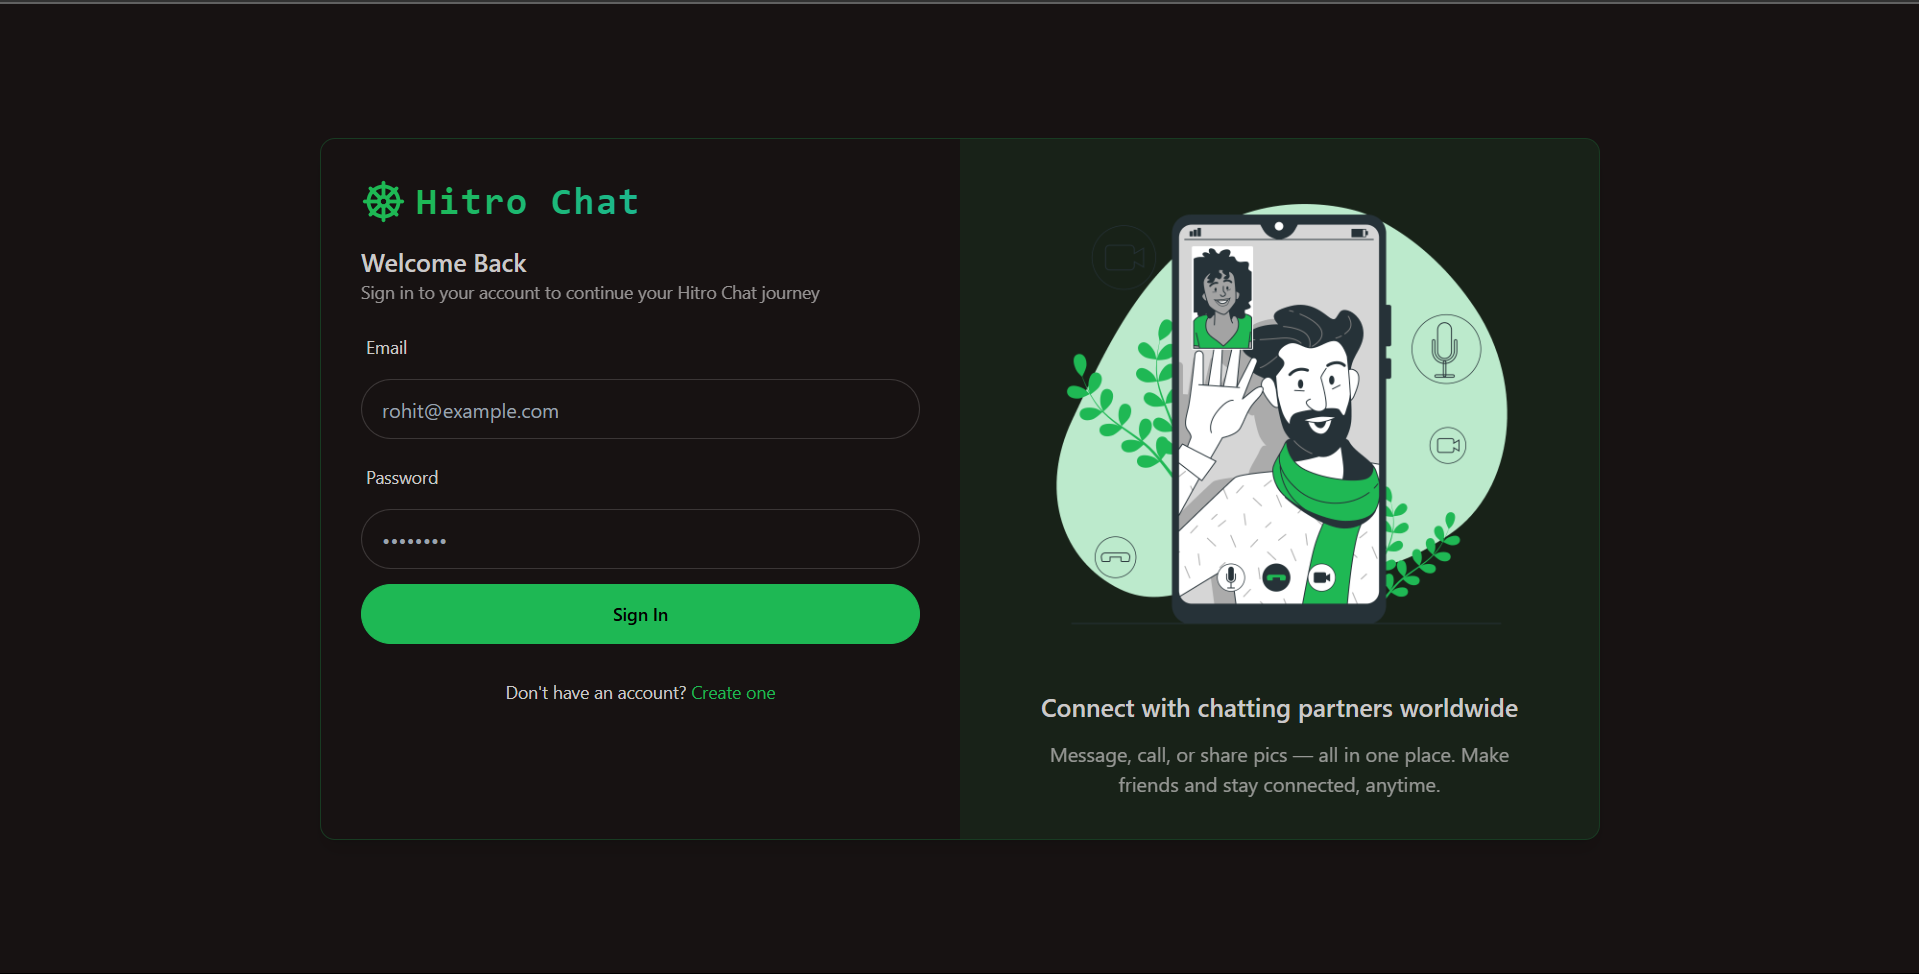 Hitro Chat
Welcome Back
Sign in to your account to continue your Hitro Chat journey
Email
rohit@example.com
Password
••••••••
Sign In
Don't have an account? Create one
Connect with chatting partners worldwide
Message, call, or share pics — all in one place. Make
friends and stay connected, anytime.